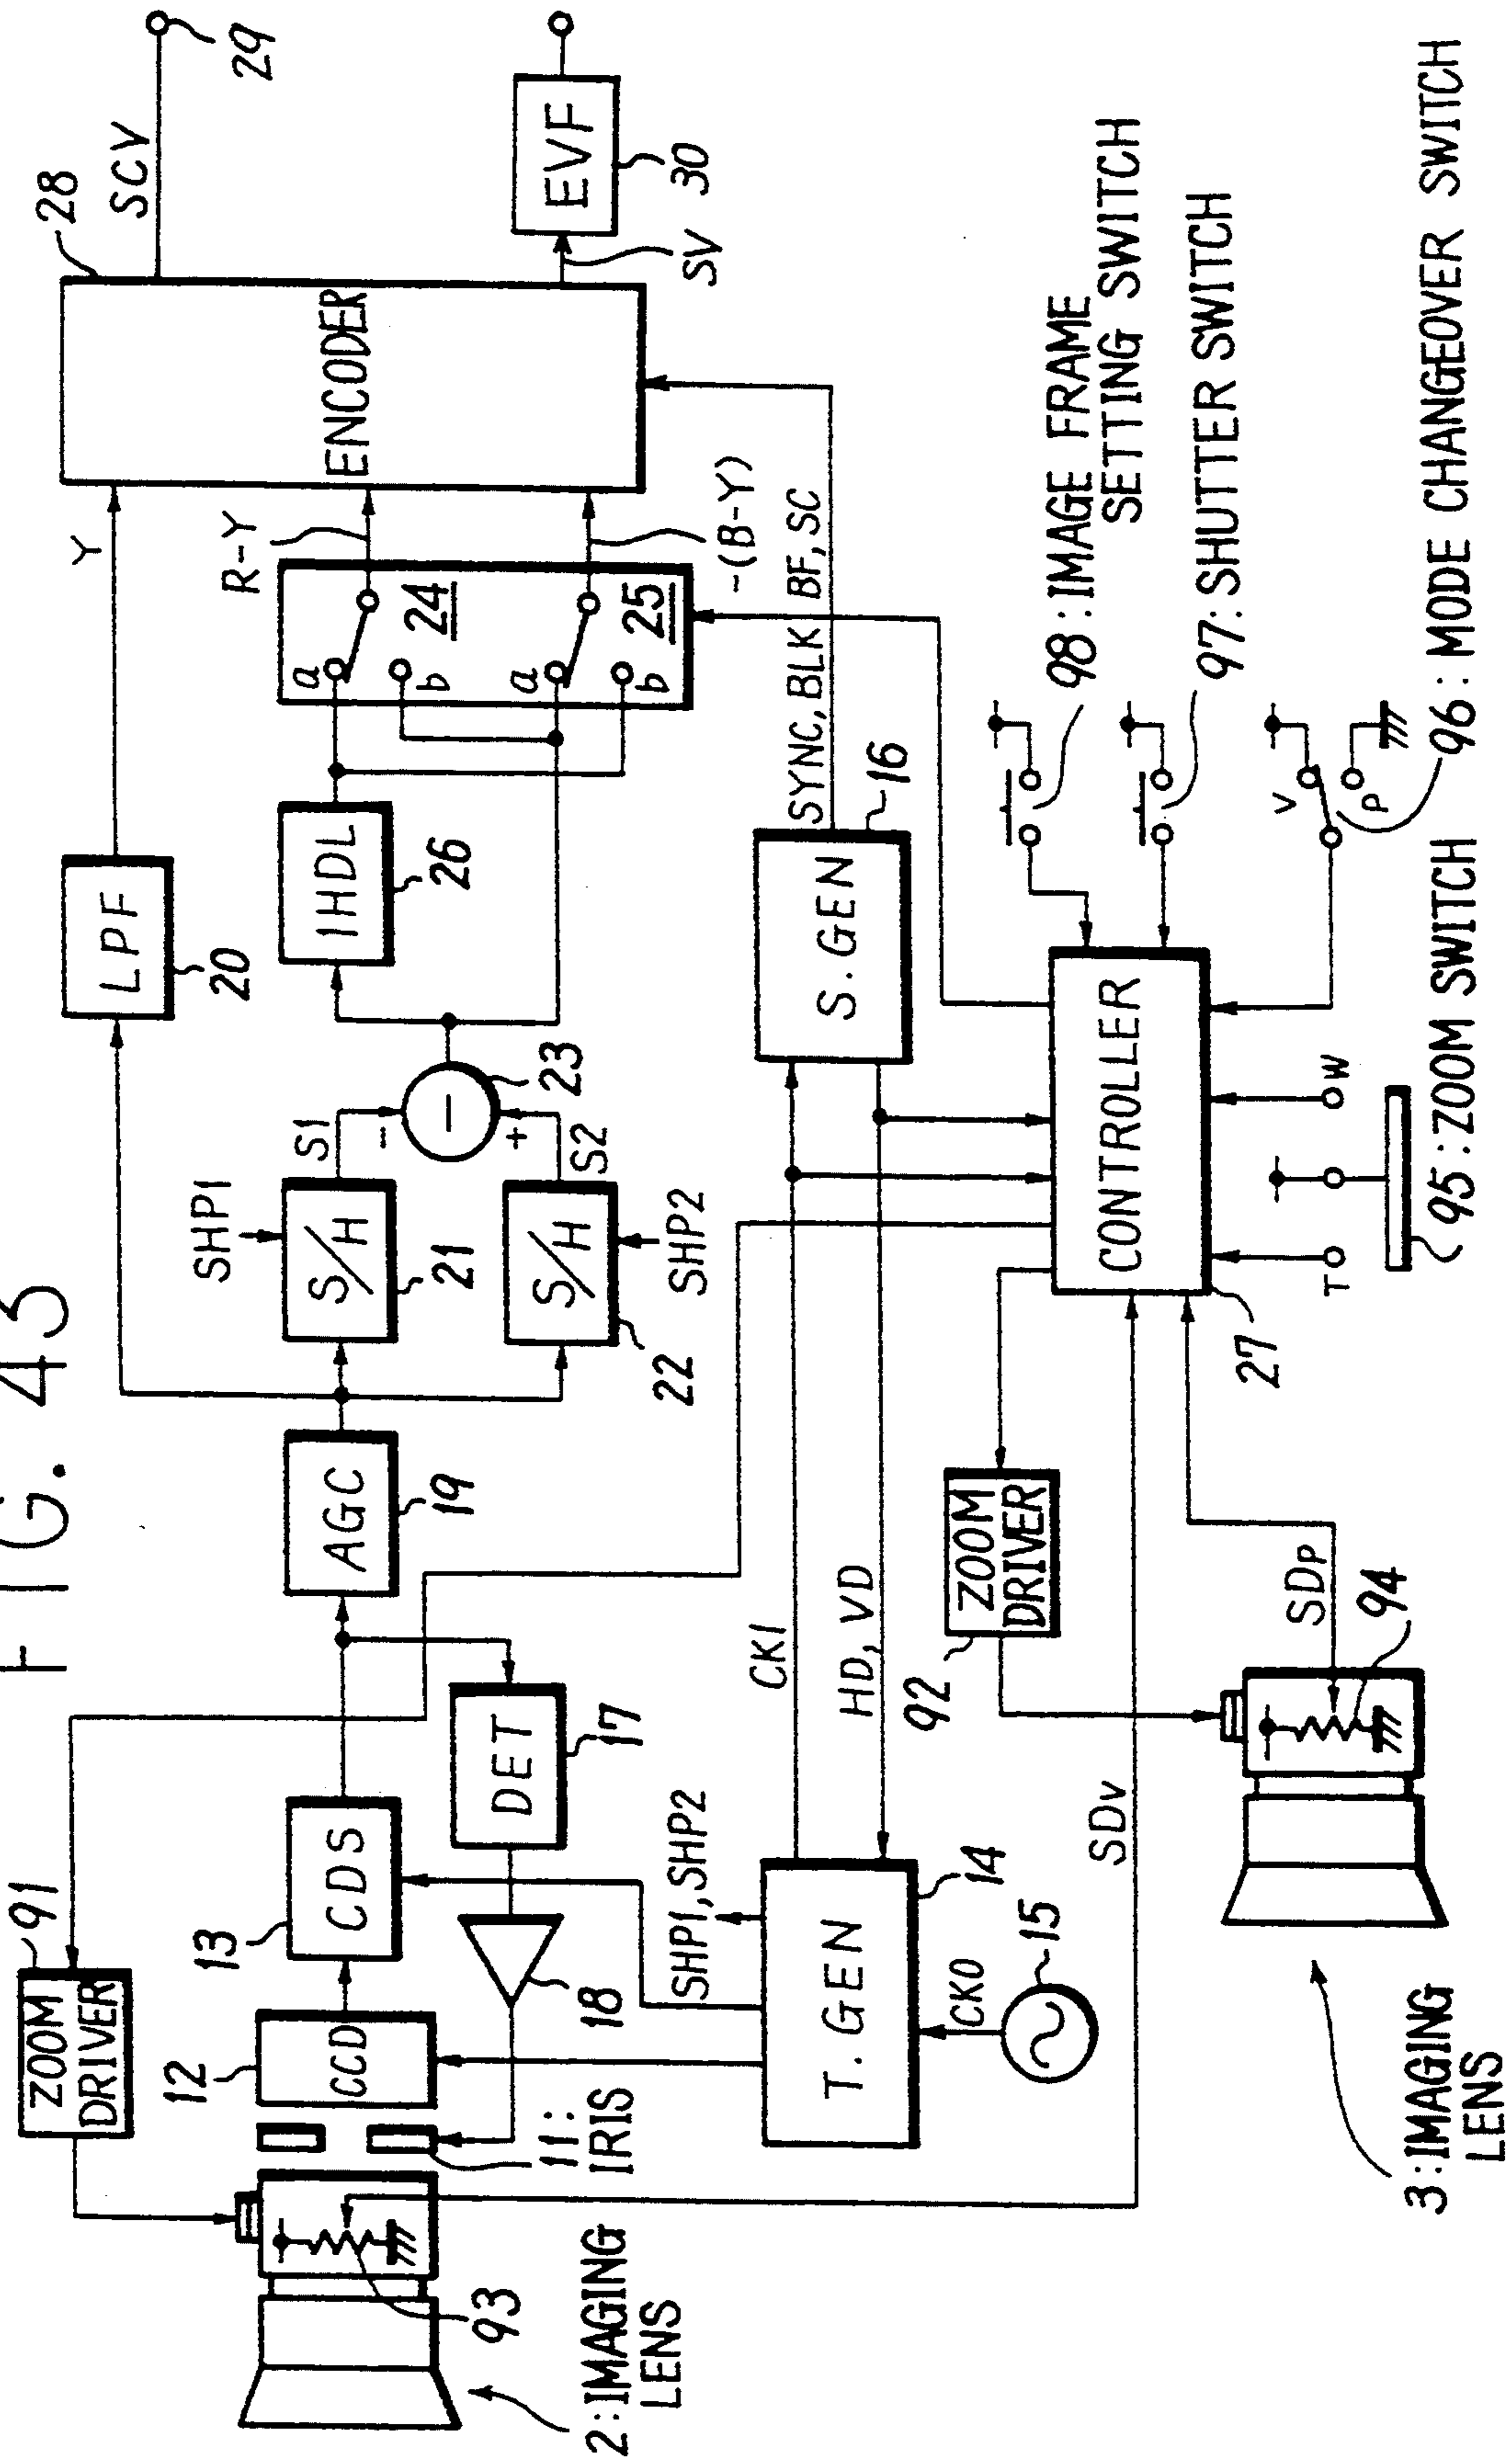 FIG. 43
91
ZOOM
DRIVER
12
13
CCD
CDS
11:
IRIS
93
2:IMAGING
LENS
DET
17
18
AGC
19
LPF
20
SHP1
S/H
21
S1
-
-
23
+
S2
S/H
22
SHP2
1HDL
26
a
b
24
a
b
25
Y
R-Y
-(B-Y)
ENCODER
28
SCV
29
SV
EVF
30
SHP1,SHP2
T.GEN
14
CK0
15
CK1
HD, VD
S.GEN
16
SYNC, BLK
BF, SC
92
ZOOM
DRIVER
SDV
SDP
94
3:IMAGING
LENS
CONTROLLER
27
T
W
95:ZOOM SWITCH
V
P
96: MODE CHANGEOVER SWITCH
97:SHUTTER SWITCH
98:IMAGE FRAME
SETTING SWITCH